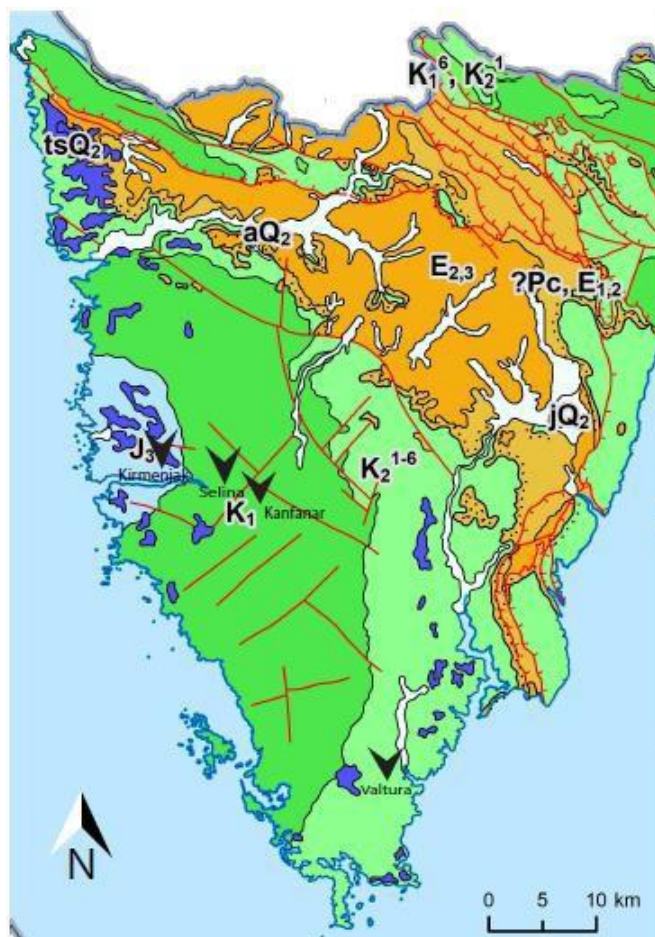 K₁⁶, K₂¹
tsQ₂
aQ₂
E₂,₃
?Pc, E₁,₂
jQ₂
J₃
Kirmenjak
K₂¹⁻⁶
Selina
K₁
Kanfanar
Valtura
N
0 5 10 km